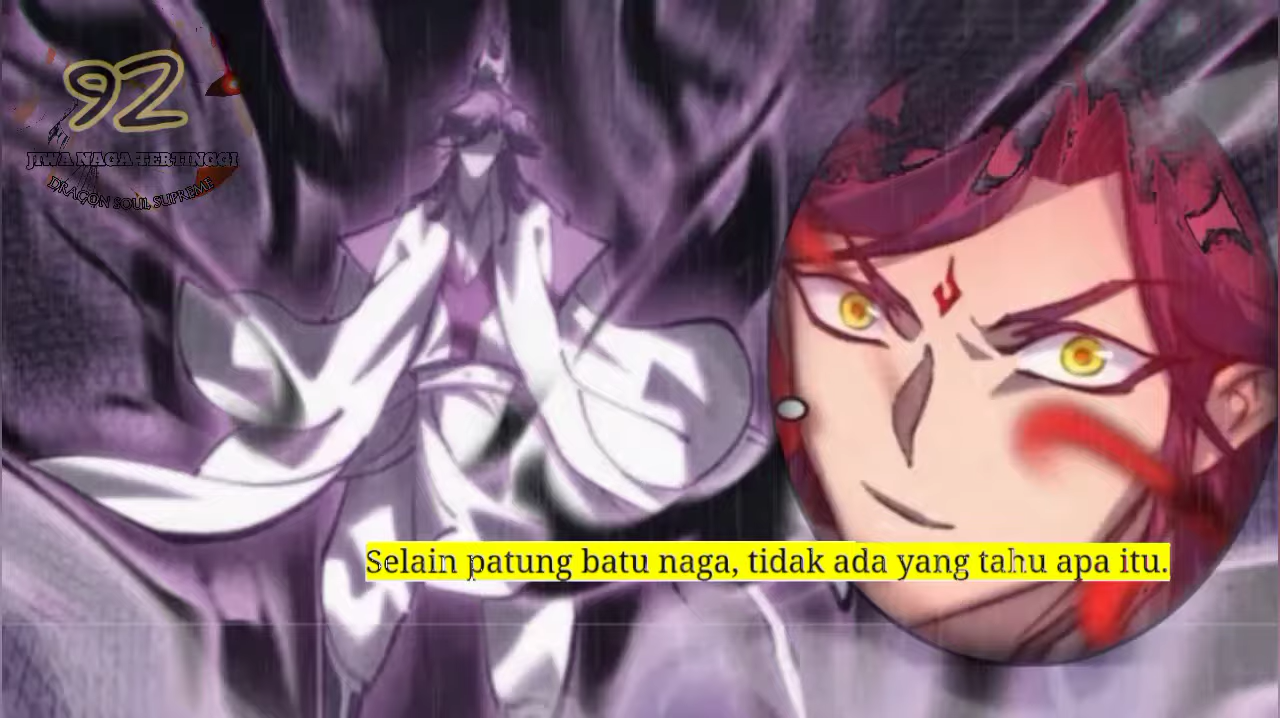 92
JIWA NAGA TERTINGGI
DRAGON SOUL SUPREME
Selain patung batu naga, tidak ada yang tahu apa itu.